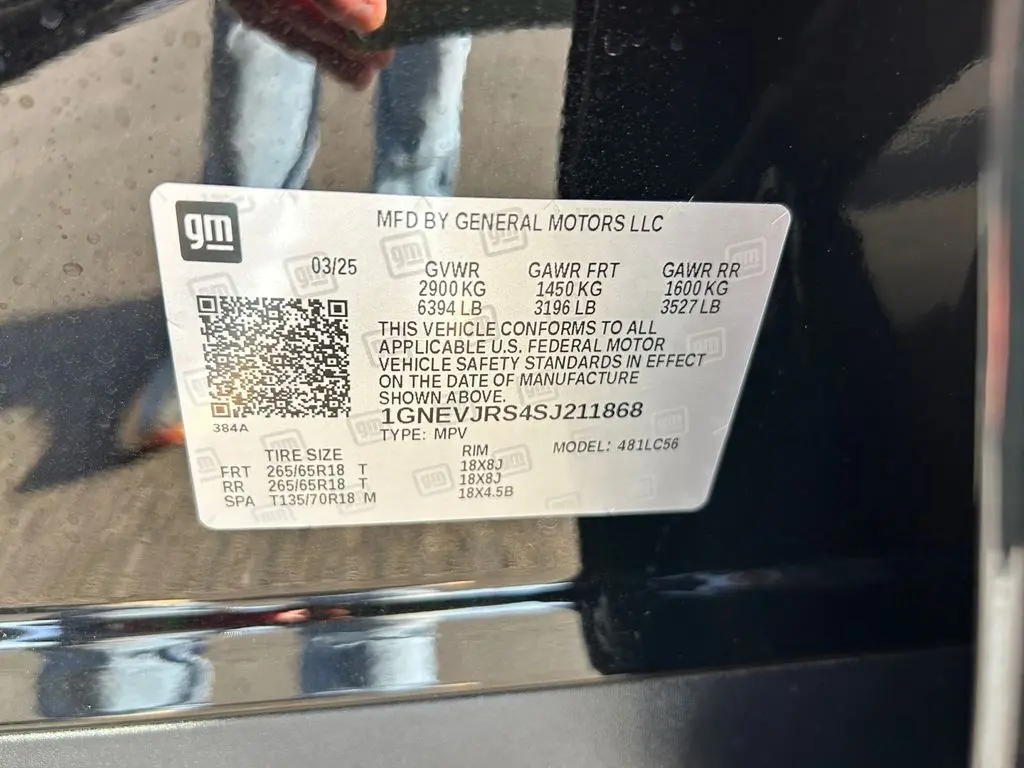 gm
MFD BY GENERAL MOTORS LLC
03/25
GVWR GAWR FRT GAWR RR
2900 KG 1450 KG 1600 KG
6394 LB 3196 LB 3527 LB
THIS VEHICLE CONFORMS TO ALL
APPLICABLE U.S. FEDERAL MOTOR
VEHICLE SAFETY STANDARDS IN EFFECT
ON THE DATE OF MANUFACTURE
SHOWN ABOVE.
1GNEVJRS4SJ211868
384A
TYPE: MPV
MODEL: 481LC56
TIRE SIZE RIM
FRT 265/65R18 T 18X8J
RR 265/65R18 T 18X8J
SPA T135/70R18 M 18X4.5B